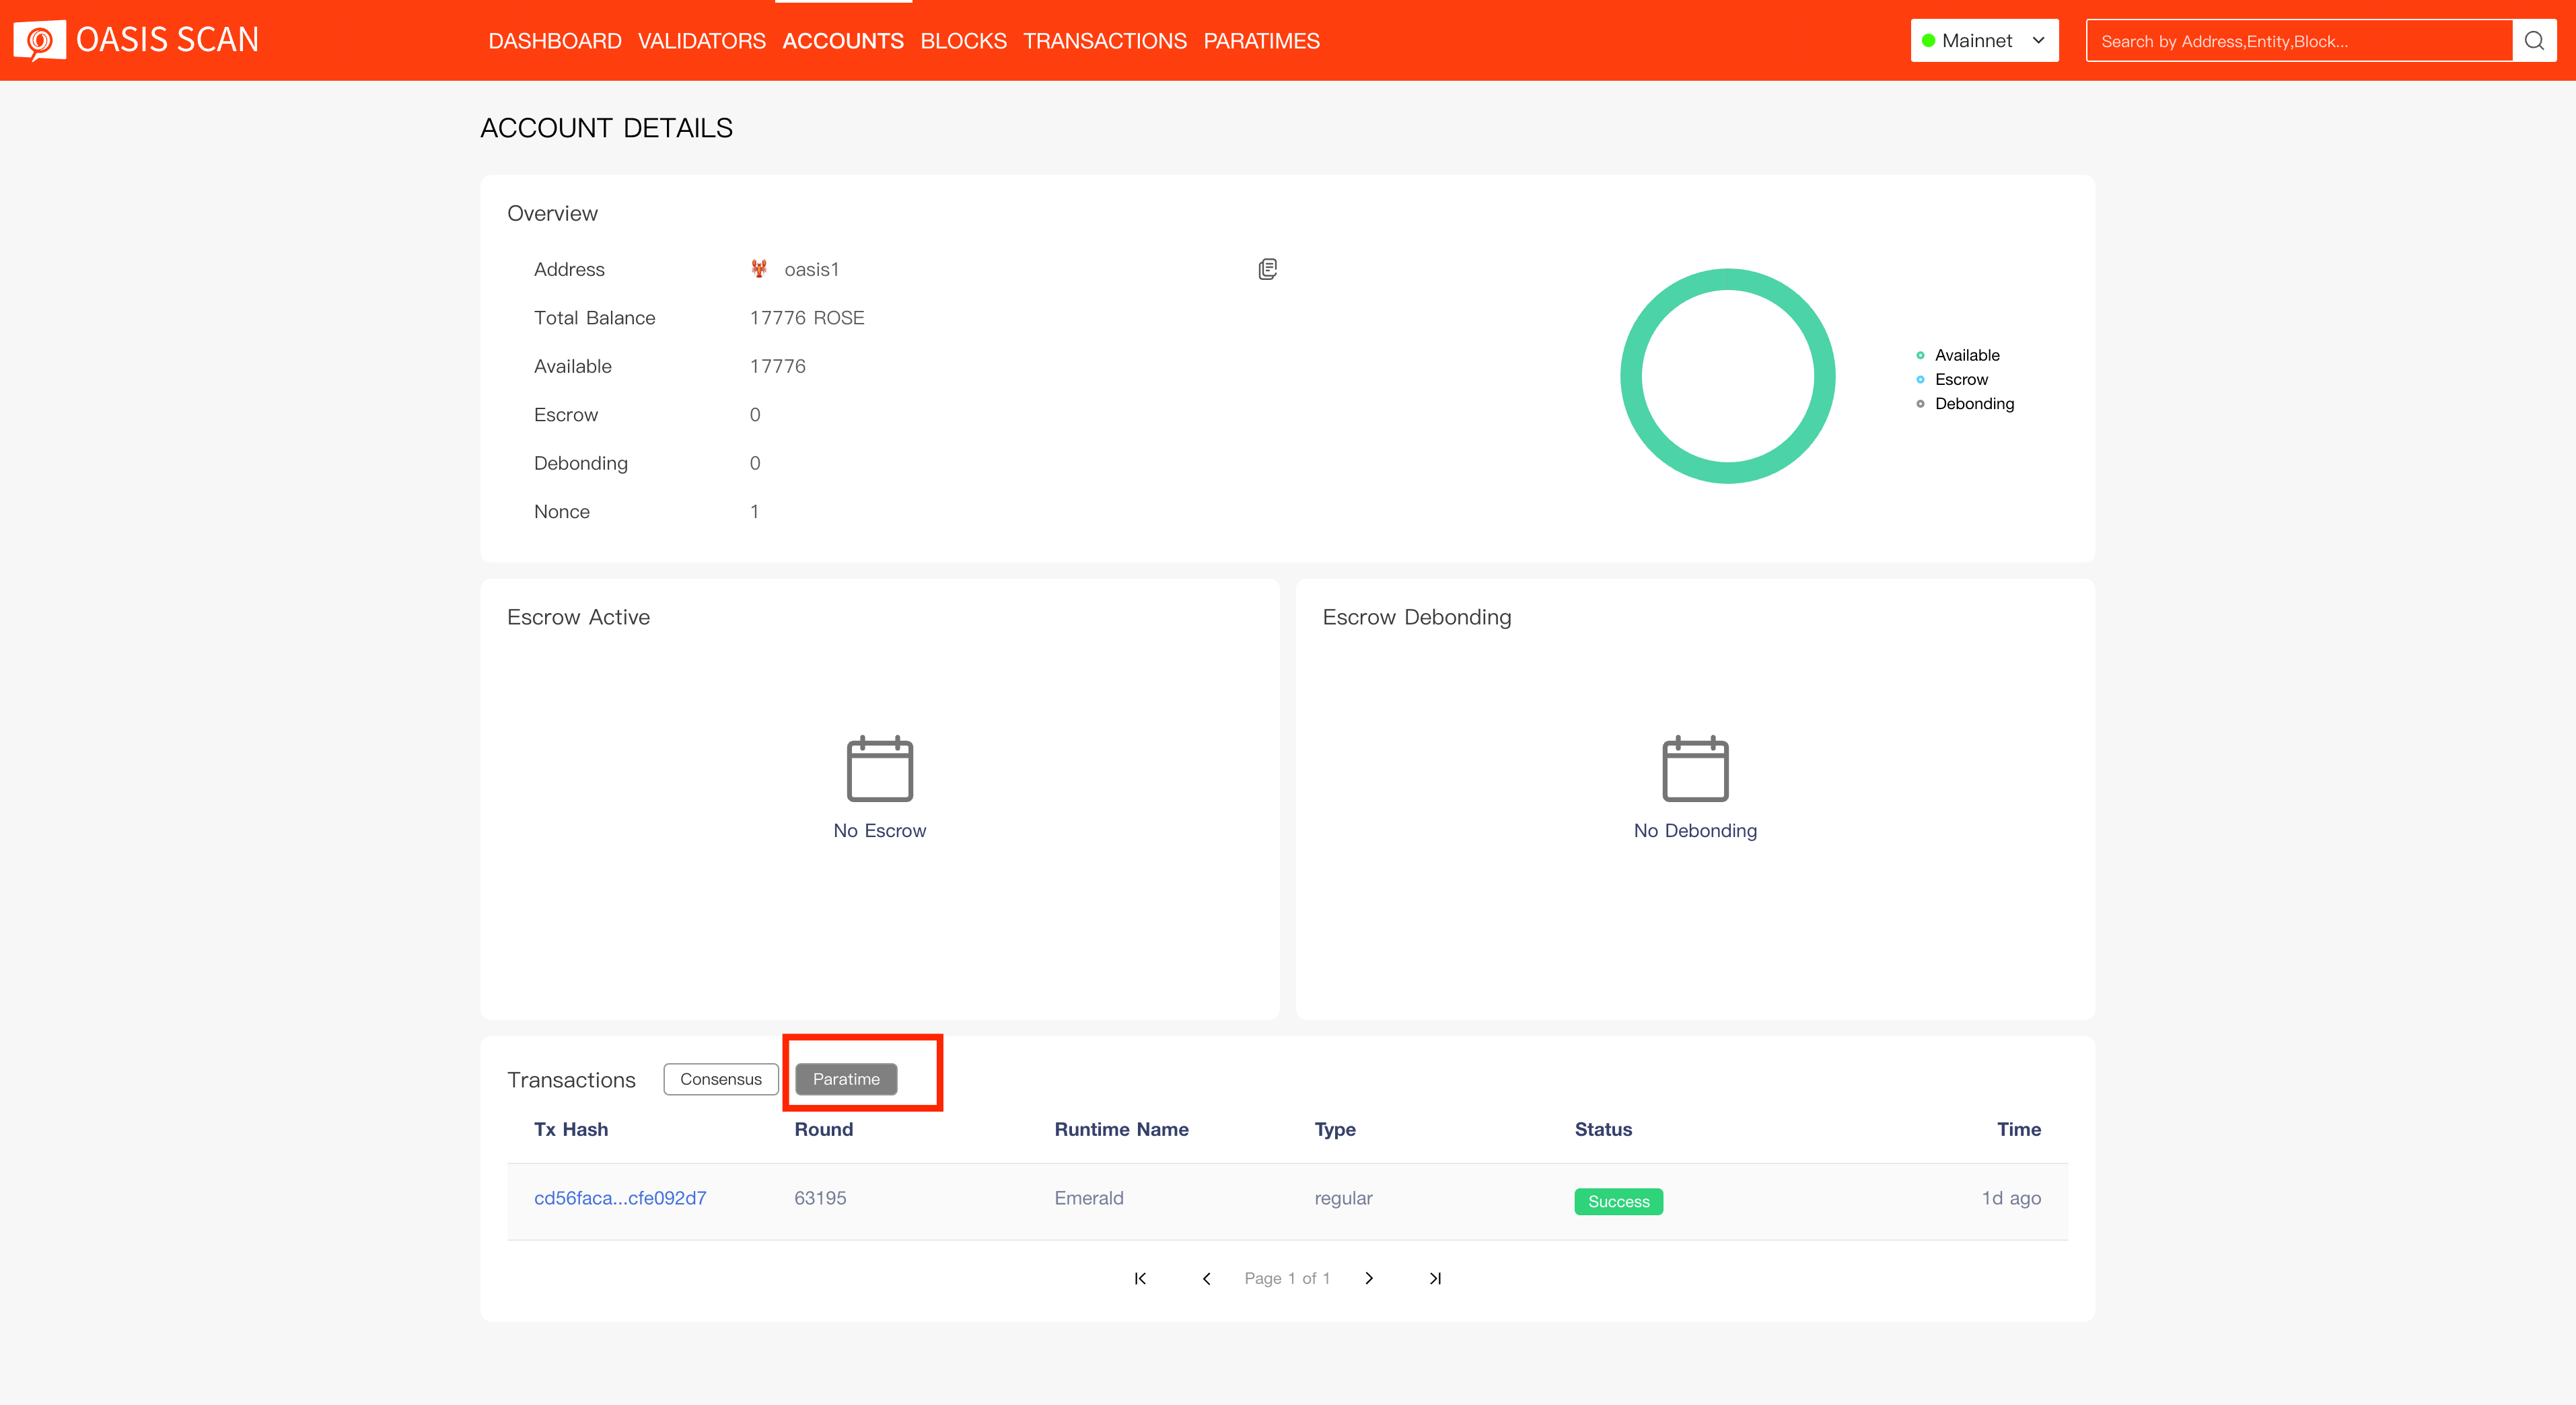 OASIS SCAN
DASHBOARD VALIDATORS ACCOUNTS BLOCKS TRANSACTIONS PARATIMES
Mainnet
Search by Address,Entity,Block...
ACCOUNT DETAILS
Overview
Address oasis1
Total Balance 17776 ROSE
Available 17776
Escrow 0
Debonding 0
Nonce 1
Available
Escrow
Debonding
Escrow Active
No Escrow
Escrow Debonding
No Debonding
Transactions Consensus Paratime
Tx Hash Round Runtime Name Type Status Time
cd56faca...cfe092d7 63195 Emerald regular Success 1d ago
Page 1 of 1